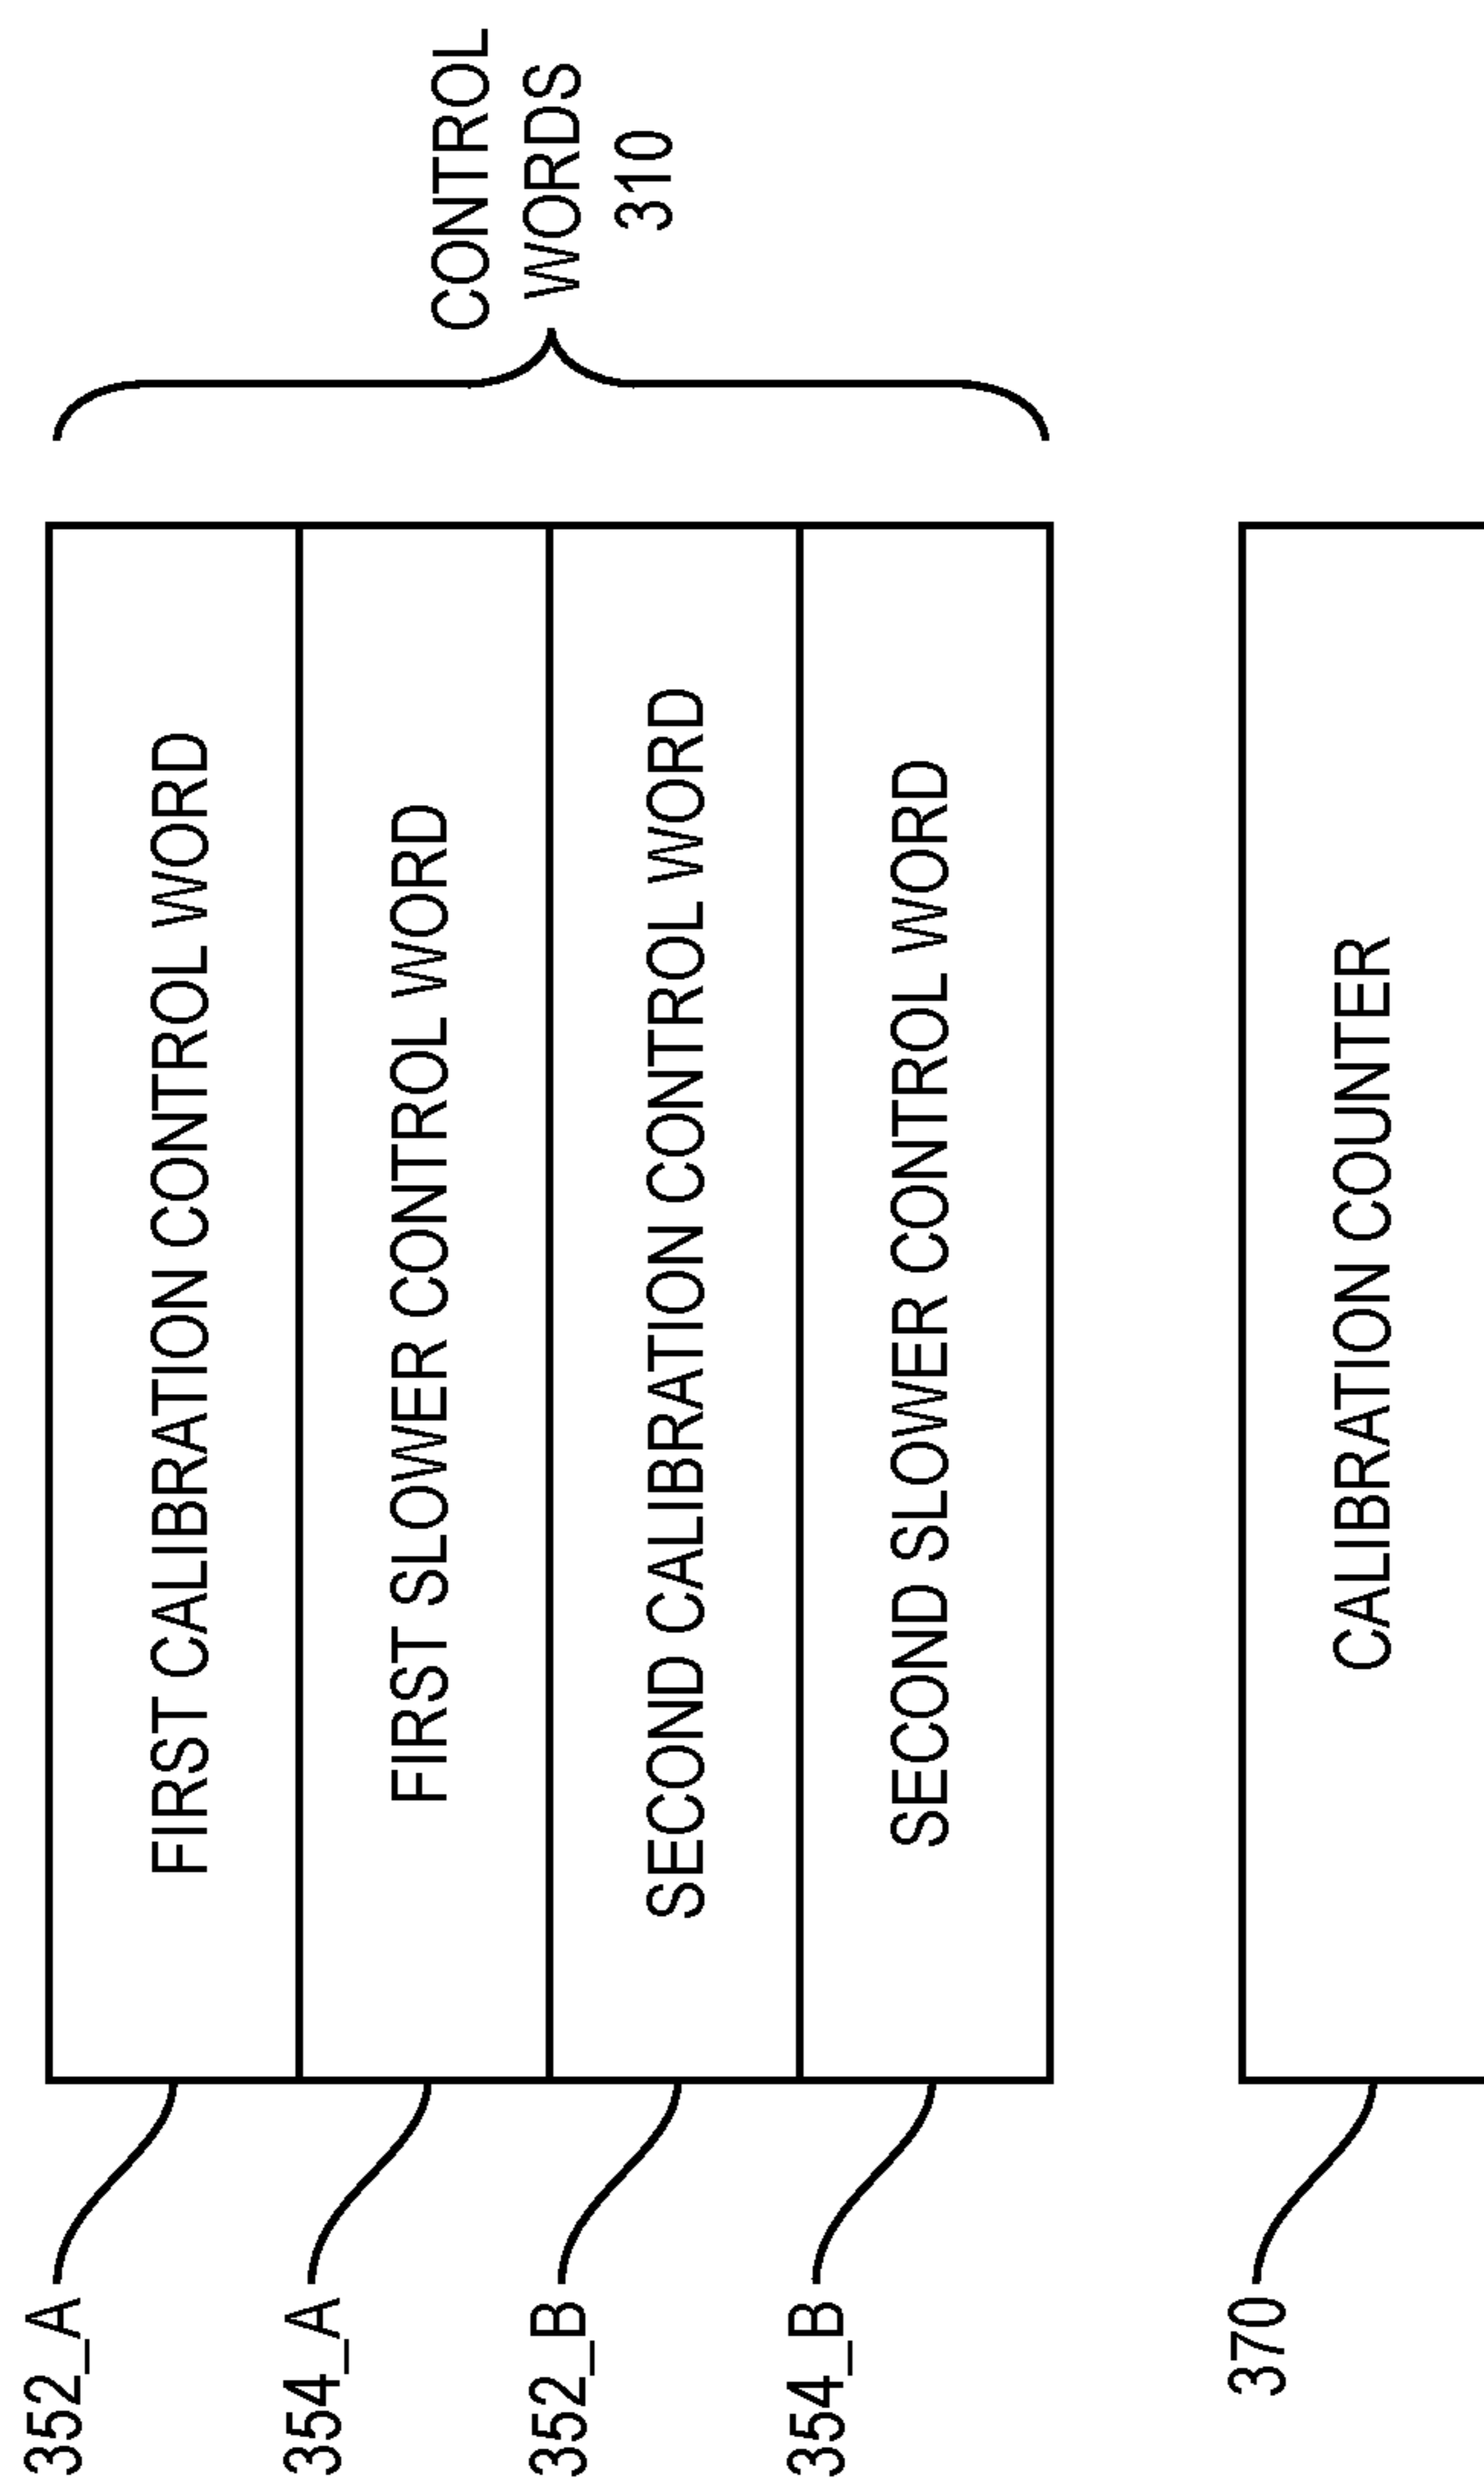 352_A
FIRST CALIBRATION CONTROL WORD
354_A
FIRST SLOWER CONTROL WORD
352_B
SECOND CALIBRATION CONTROL WORD
354_B
SECOND SLOWER CONTROL WORD
CONTROL
WORDS
310
370
CALIBRATION COUNTER